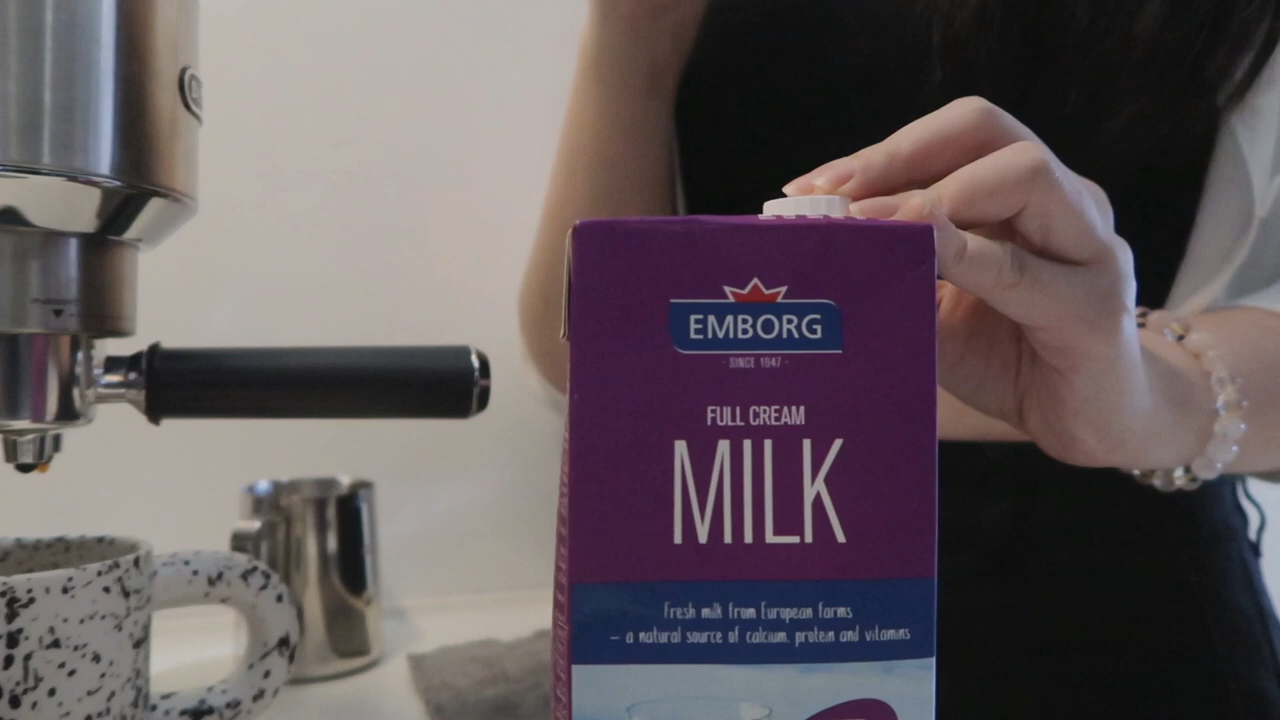 EMBORG
· SINCE 1947 ·
FULL CREAM
MILK
Fresh milk from European farms
– a natural source of calcium, protein and vitamins